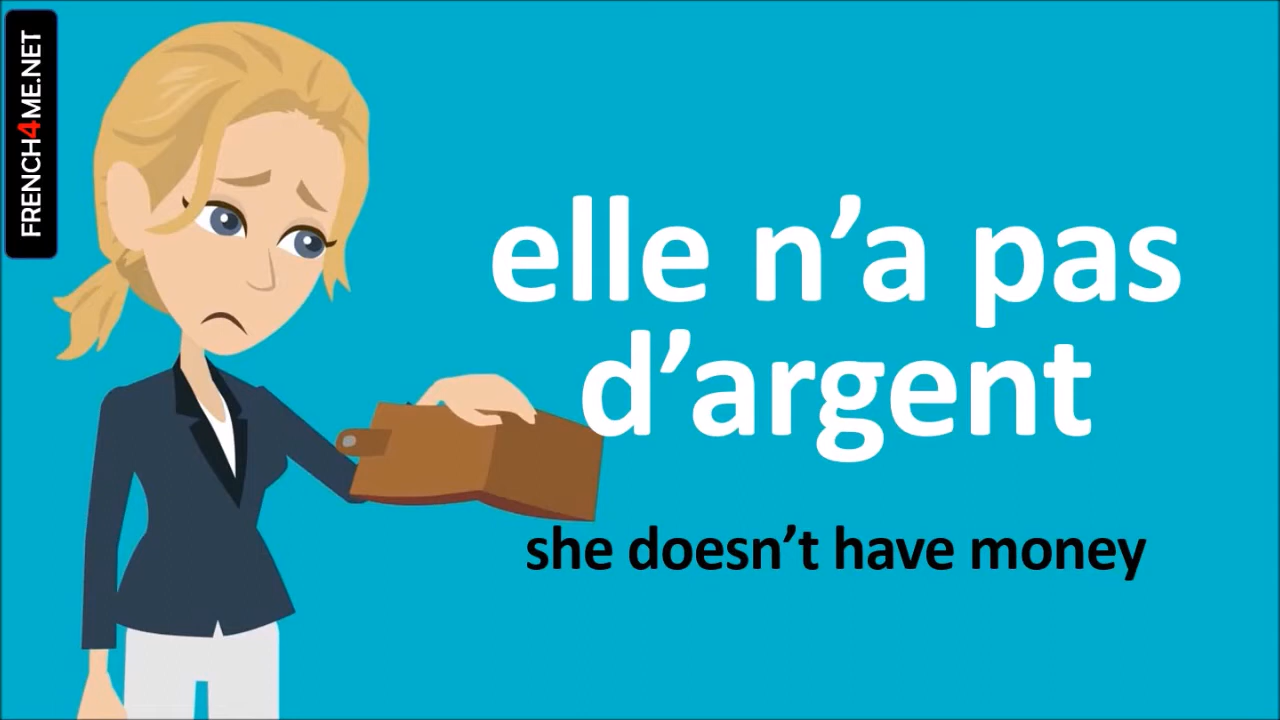 FRENCH4ME.NET
elle n’a pas
d’argent
she doesn’t have money